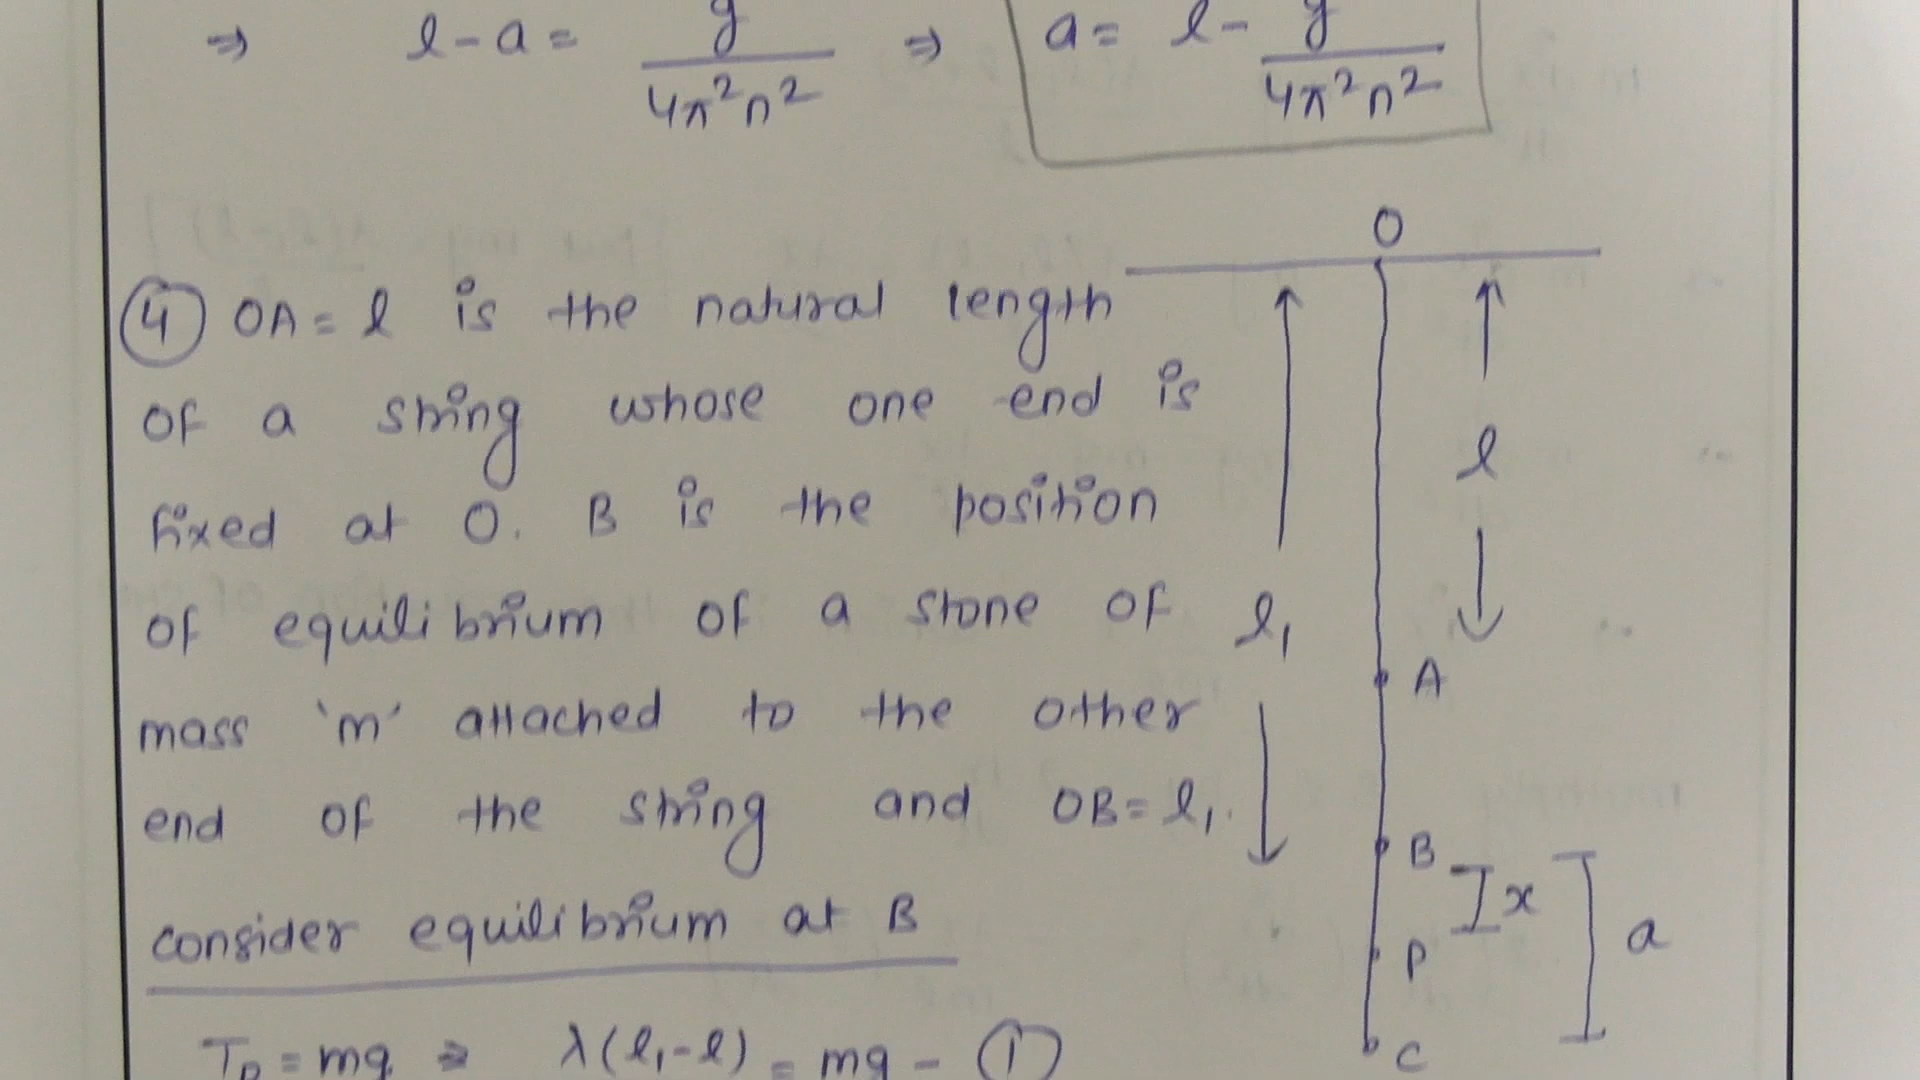 ⇒ l - a = g / 4π²n² ⇒ a = l - g / 4π²n²
O
④ OA = l is the natural length
of a string whose one end is
l
fixed at O. B is the position
of equilibrium of a stone of
l₁
A
mass 'm' attached to the other
end of the string and OB = l₁.
B
x
a
consider equilibrium at B
P
T_B = mg ⇒ λ(l₁-l) = mg - ①
C